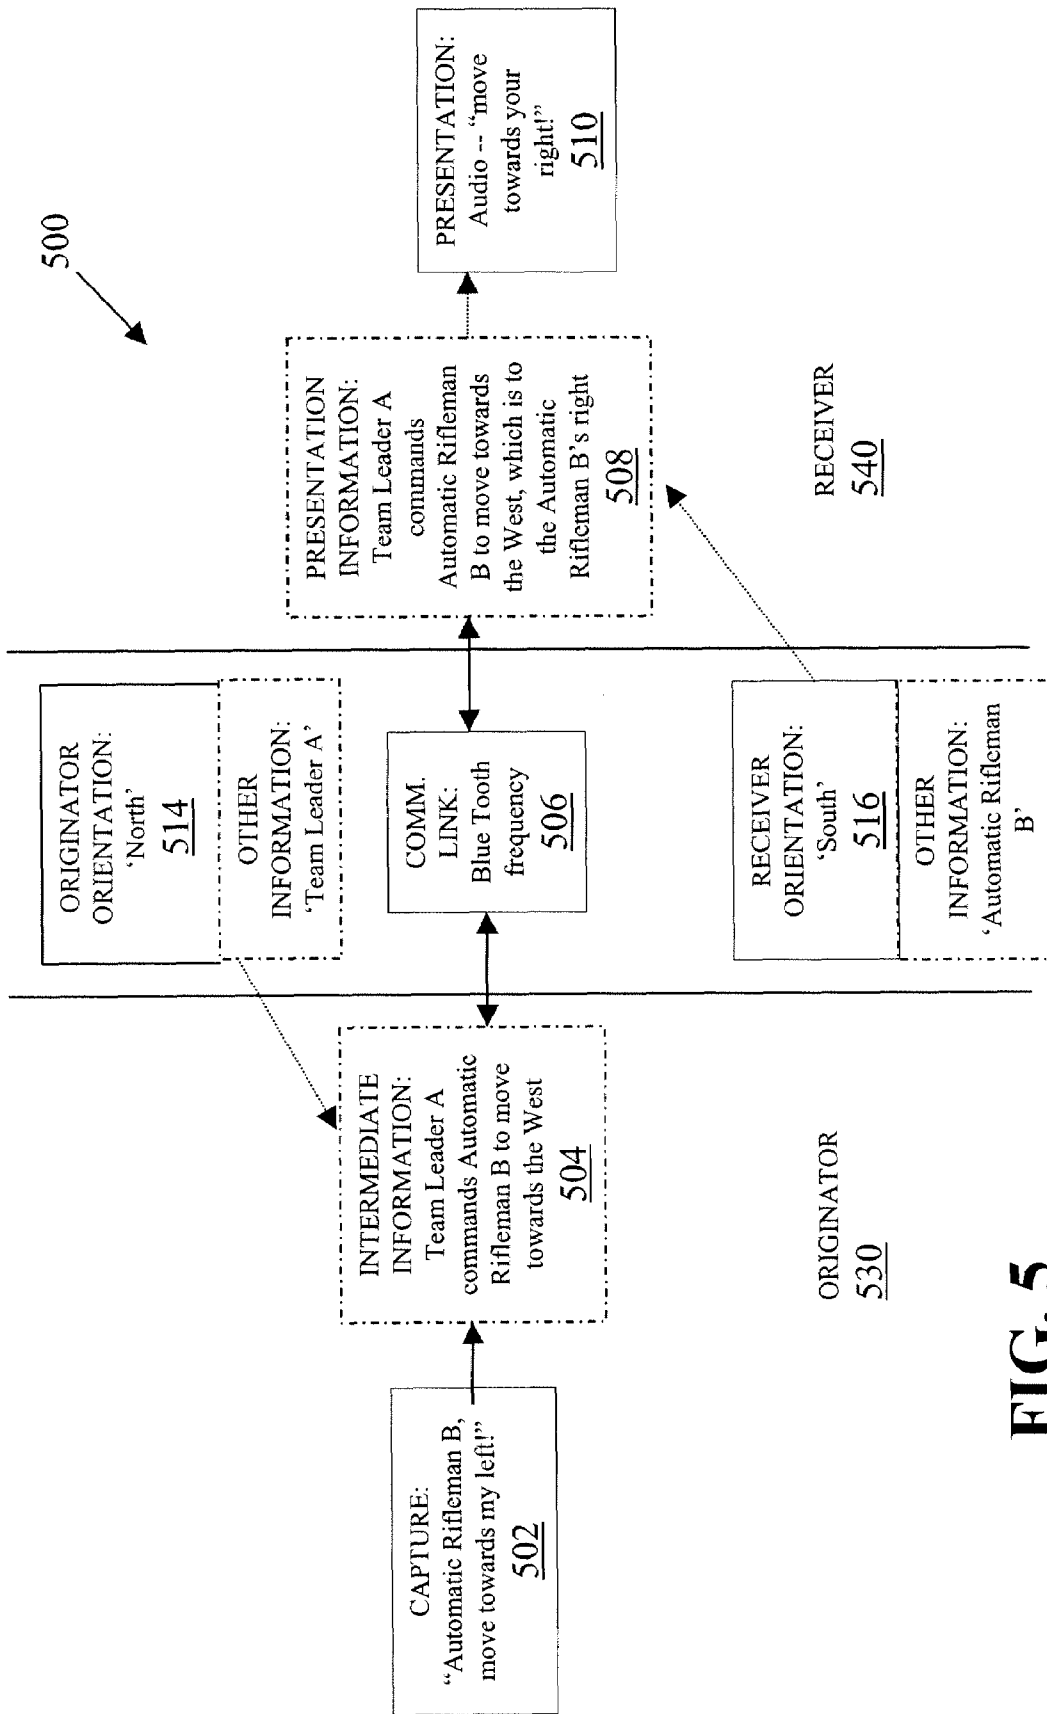 500
CAPTURE:
“Automatic Rifleman B,
move towards my left!”
502
INTERMEDIATE
INFORMATION:
Team Leader A
commands Automatic
Rifleman B to move
towards the West
504
ORIGINATOR
530
ORIGINATOR
ORIENTATION:
‘North’
514
OTHER
INFORMATION:
‘Team Leader A’
COMM.
LINK:
Blue Tooth
frequency
506
RECEIVER
ORIENTATION:
‘South’
516
OTHER
INFORMATION:
‘Automatic Rifleman
B’
PRESENTATION
INFORMATION:
Team Leader A
commands
Automatic Rifleman
B to move towards
the West, which is to
the Automatic
Rifleman B’s right
508
RECEIVER
540
PRESENTATION:
Audio -- “move
towards your
right!”
510
FIG. 5